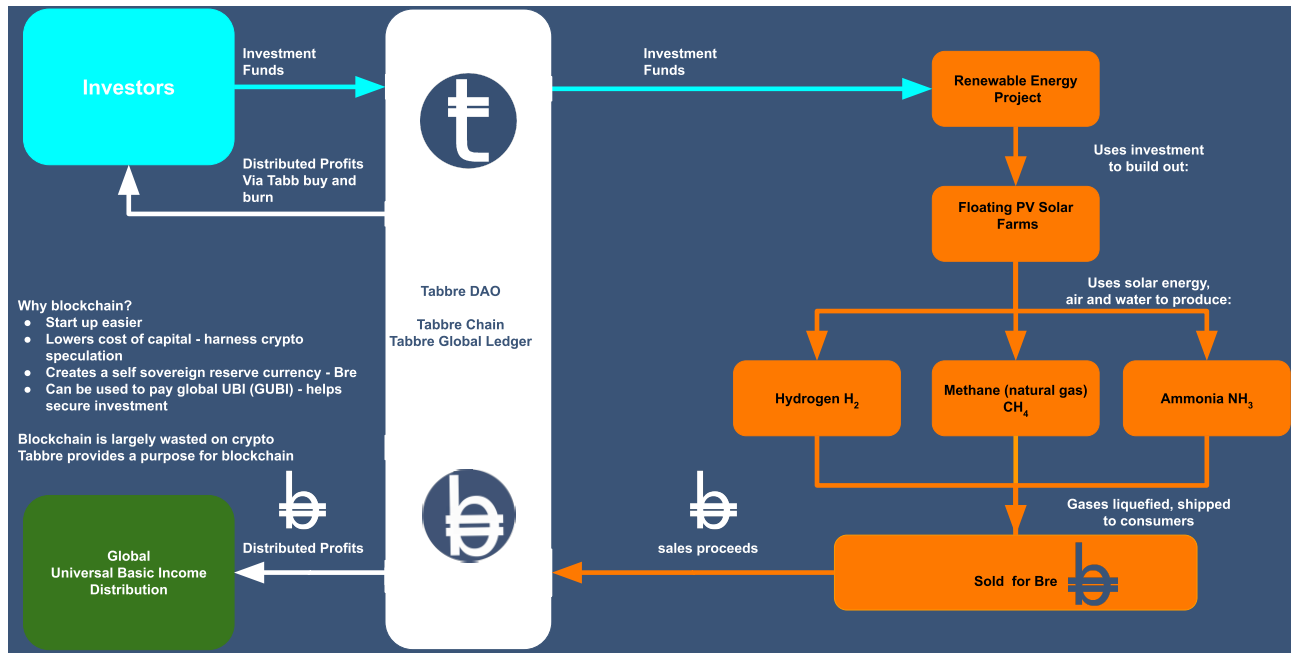 Investors
Investment
Funds
Distributed Profits
Via Tabb buy and
burn
Investment
Funds
Renewable Energy
Project
Uses investment
to build out:
Floating PV Solar
Farms
Uses solar energy,
air and water to produce:
Hydrogen H₂
Methane (natural gas)
CH₄
Ammonia NH₃
Gases liquefied, shipped
to consumers
Sold for Bre
sales proceeds
Tabbre DAO
Tabbre Chain
Tabbre Global Ledger
Why blockchain?
● Start up easier
● Lowers cost of capital - harness crypto
speculation
● Creates a self sovereign reserve currency - Bre
● Can be used to pay global UBI (GUBI) - helps
secure investment
Blockchain is largely wasted on crypto
Tabbre provides a purpose for blockchain
Distributed Profits
Global
Universal Basic Income
Distribution